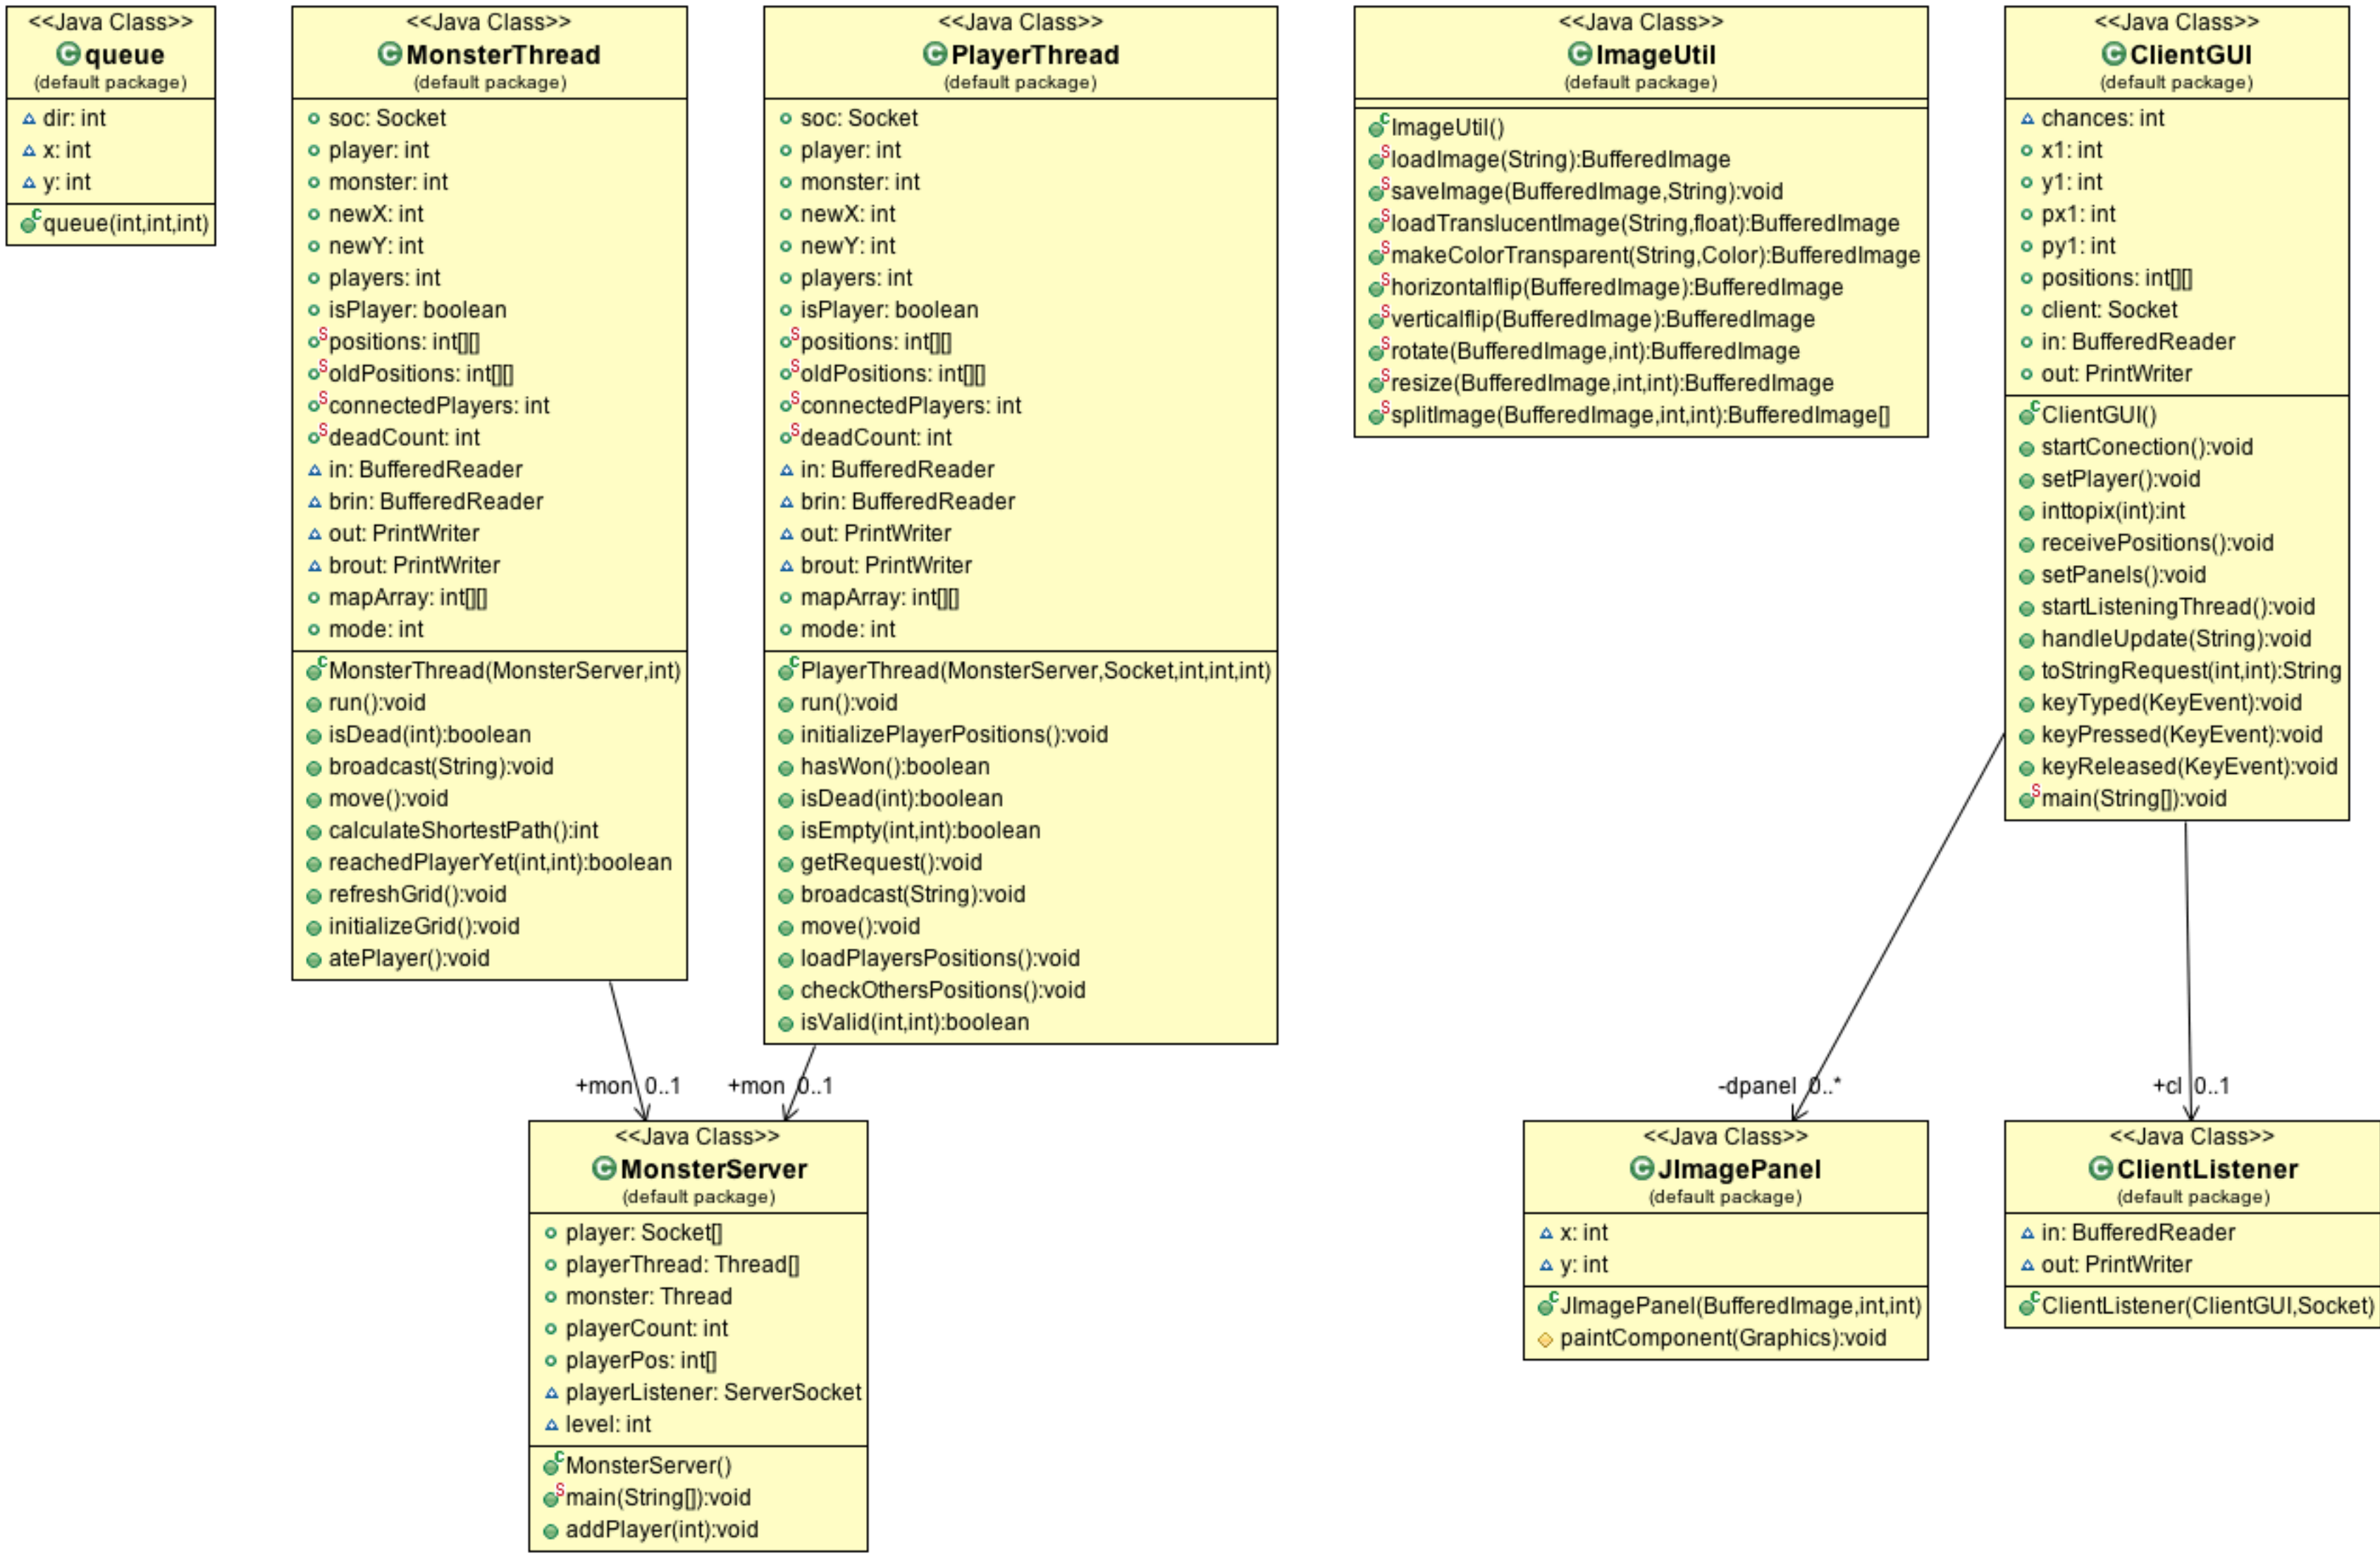 <<Java Class>>
queue
(default package)
dir: int
x: int
y: int
queue(int,int,int)
<<Java Class>>
MonsterThread
(default package)
soc: Socket
player: int
monster: int
newX: int
newY: int
players: int
isPlayer: boolean
positions: int[][]
oldPositions: int[][]
connectedPlayers: int
deadCount: int
in: BufferedReader
brin: BufferedReader
out: PrintWriter
brout: PrintWriter
mapArray: int[][]
mode: int
MonsterThread(MonsterServer,int)
run():void
isDead(int):boolean
broadcast(String):void
move():void
calculateShortestPath():int
reachedPlayerYet(int,int):boolean
refreshGrid():void
initializeGrid():void
atePlayer():void
<<Java Class>>
PlayerThread
(default package)
soc: Socket
player: int
monster: int
newX: int
newY: int
players: int
isPlayer: boolean
positions: int[][]
oldPositions: int[][]
connectedPlayers: int
deadCount: int
in: BufferedReader
brin: BufferedReader
out: PrintWriter
brout: PrintWriter
mapArray: int[][]
mode: int
PlayerThread(MonsterServer,Socket,int,int,int)
run():void
initializePlayerPositions():void
hasWon():boolean
isDead(int):boolean
isEmpty(int,int):boolean
getRequest():void
broadcast(String):void
move():void
loadPlayersPositions():void
checkOthersPositions():void
isValid(int,int):boolean
<<Java Class>>
ImageUtil
(default package)
ImageUtil()
loadImage(String):BufferedImage
saveImage(BufferedImage,String):void
loadTranslucentImage(String,float):BufferedImage
makeColorTransparent(String,Color):BufferedImage
horizontalflip(BufferedImage):BufferedImage
verticalflip(BufferedImage):BufferedImage
rotate(BufferedImage,int):BufferedImage
resize(BufferedImage,int,int):BufferedImage
splitImage(BufferedImage,int,int):BufferedImage[]
<<Java Class>>
ClientGUI
(default package)
chances: int
x1: int
y1: int
px1: int
py1: int
positions: int[][]
client: Socket
in: BufferedReader
out: PrintWriter
ClientGUI()
startConection():void
setPlayer():void
inttopix(int):int
receivePositions():void
setPanels():void
startListeningThread():void
handleUpdate(String):void
toStringRequest(int,int):String
keyTyped(KeyEvent):void
keyPressed(KeyEvent):void
keyReleased(KeyEvent):void
main(String[]):void
+mon 0..1
+mon 0..1
-dpanel 0..*
+cl 0..1
<<Java Class>>
MonsterServer
(default package)
player: Socket[]
playerThread: Thread[]
monster: Thread
playerCount: int
playerPos: int[]
playerListener: ServerSocket
level: int
MonsterServer()
main(String[]):void
addPlayer(int):void
<<Java Class>>
JImagePanel
(default package)
x: int
y: int
JImagePanel(BufferedImage,int,int)
paintComponent(Graphics):void
<<Java Class>>
ClientListener
(default package)
in: BufferedReader
out: PrintWriter
ClientListener(ClientGUI,Socket)